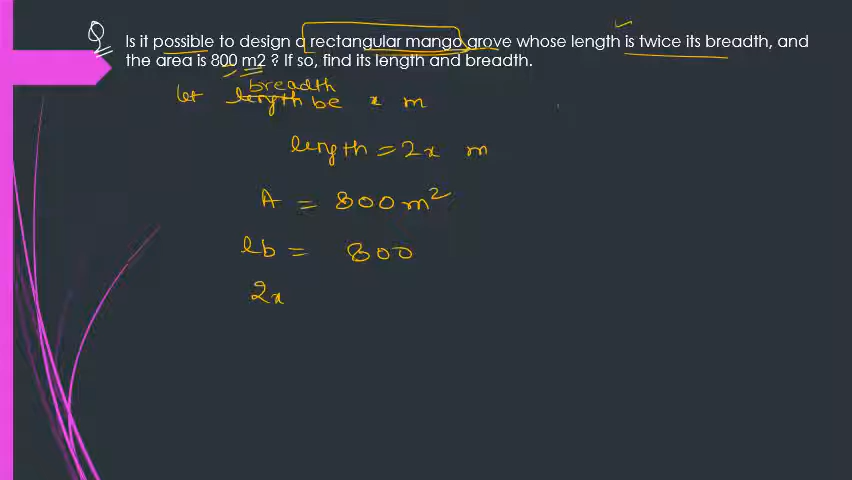 Q Is it possible to design a rectangular mango grove whose length is twice its breadth, and
the area is 800 m2 ? If so, find its length and breadth.
breadth
let length be x m
length = 2x m
A = 800 m²
lb = 800
2x